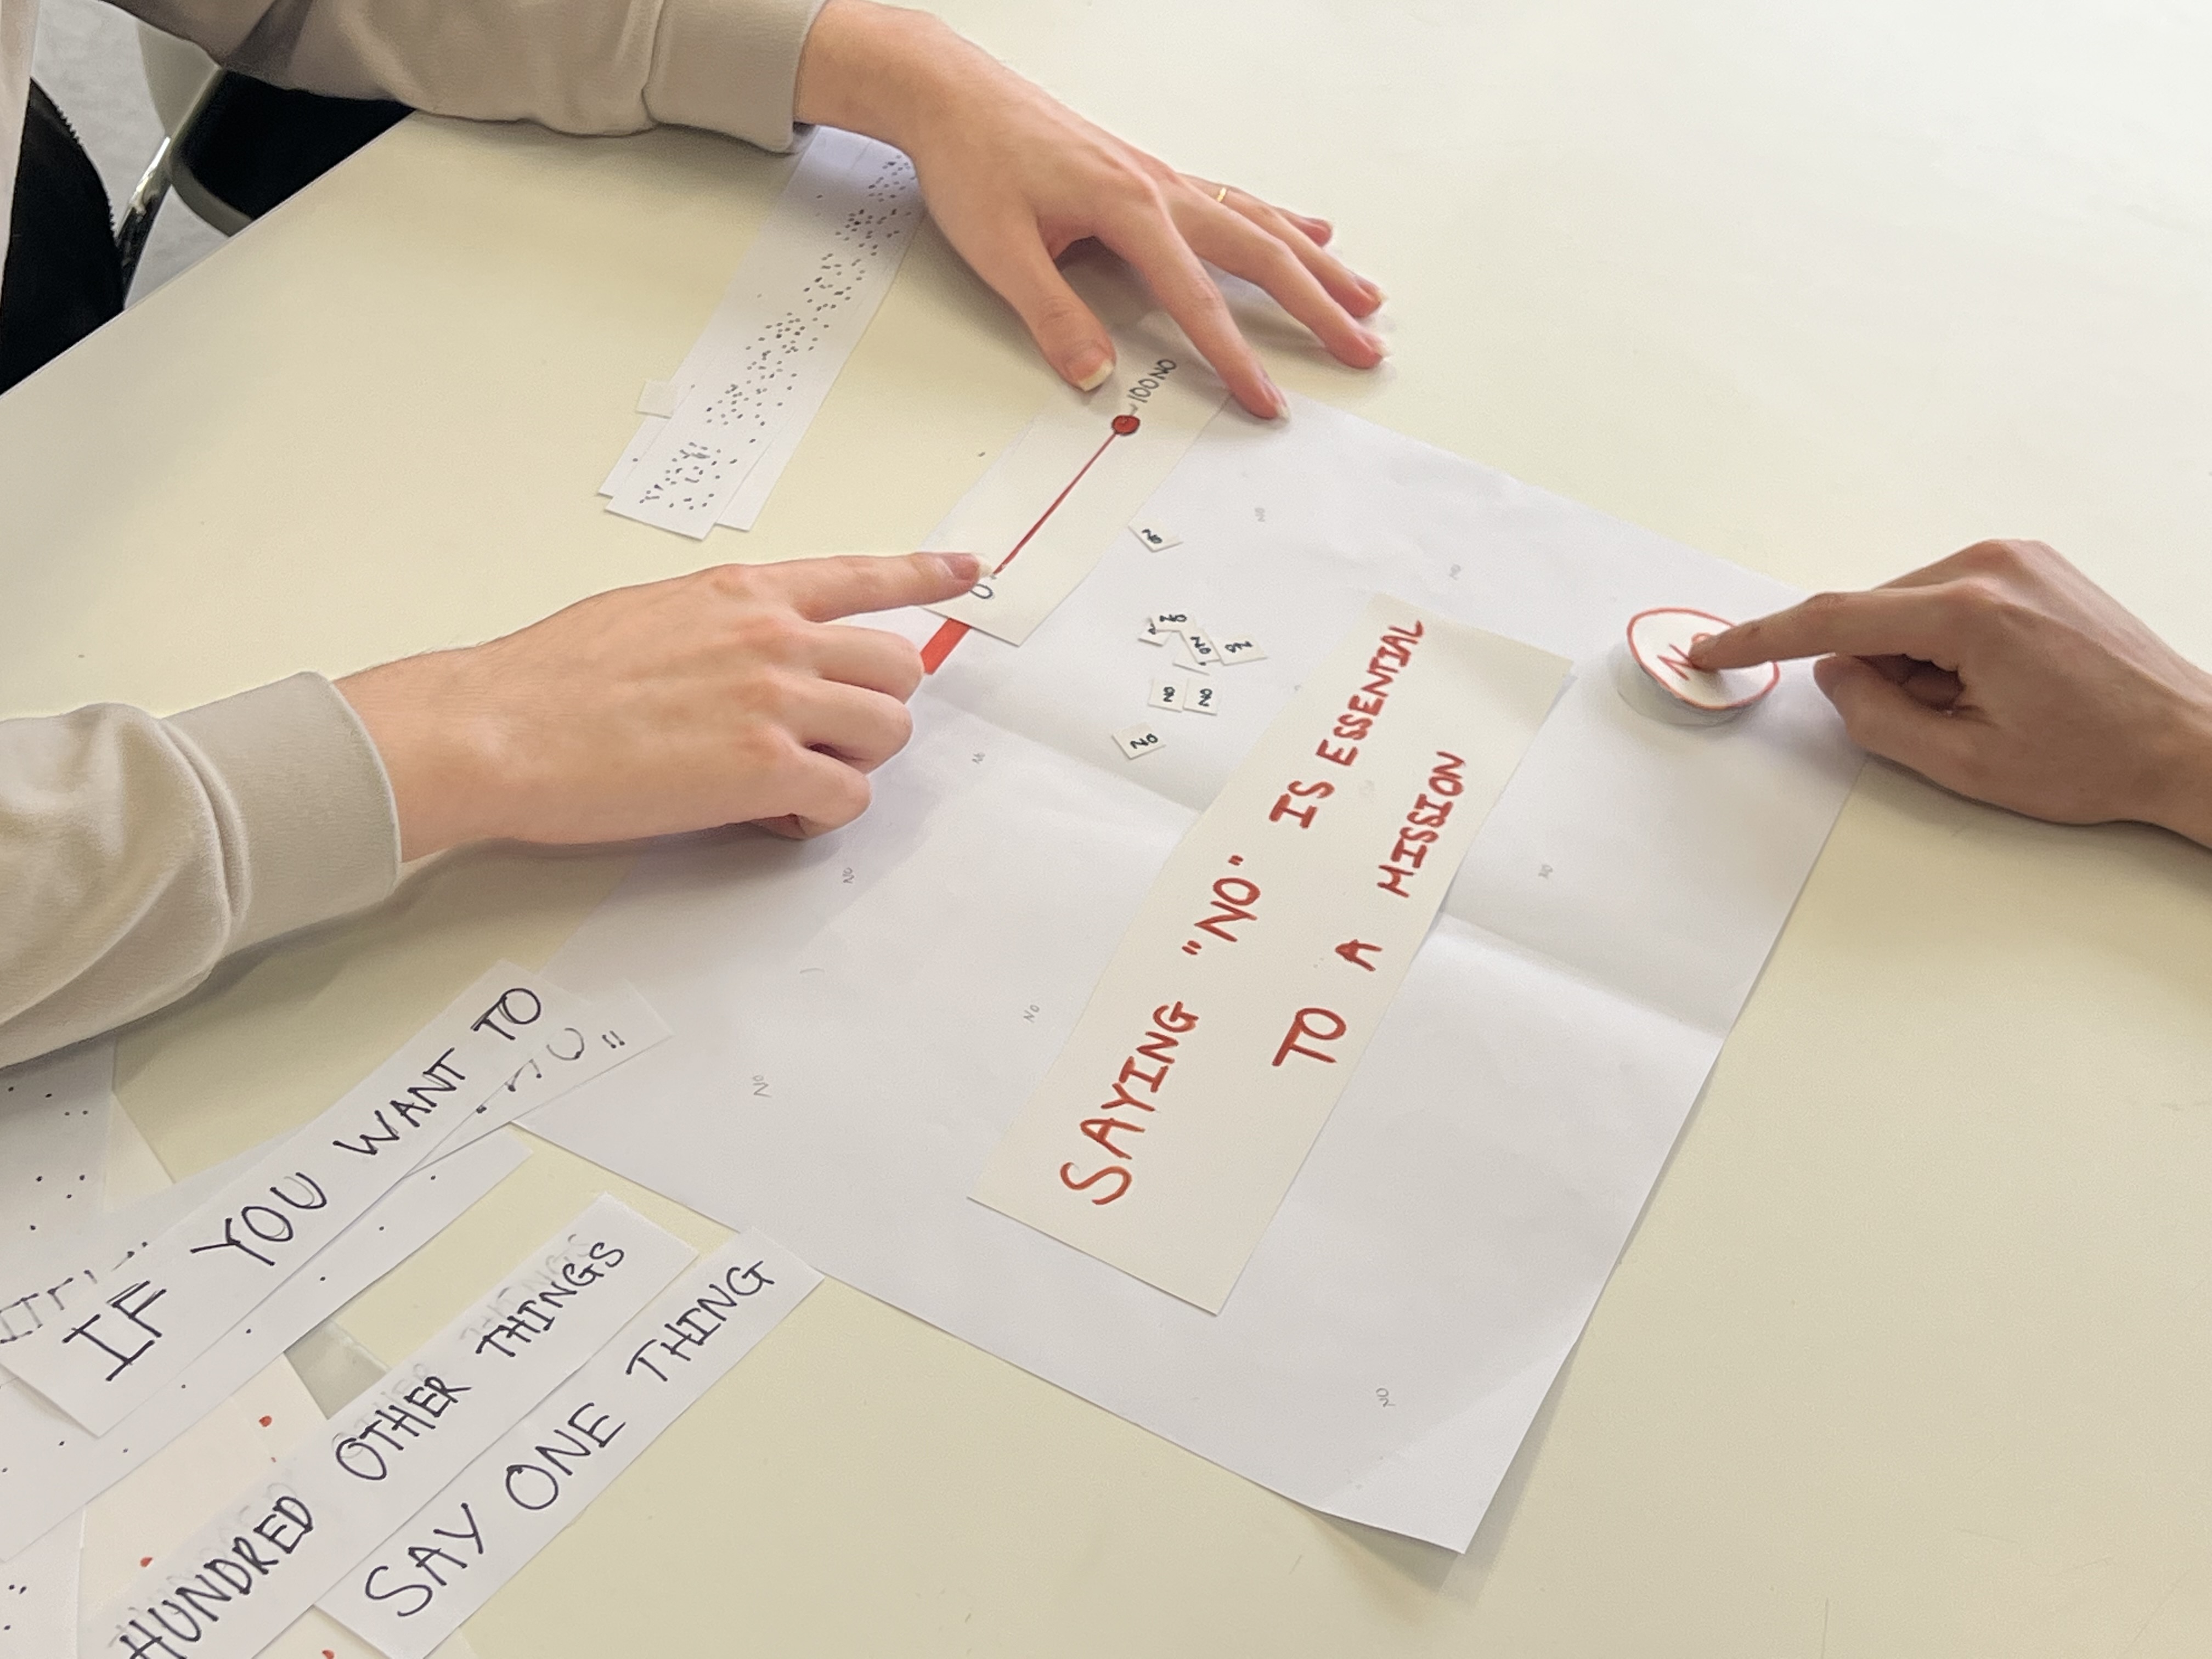 100 NO
0
NO
NO
NO
NO
NO
NO
NO
SAYING "NO" IS ESSENTIAL
TO A MISSION
IF YOU WANT TO
HUNDRED OTHER THINGS
SAY ONE THING
NO
NO
NO
NO
NO
NO
NO